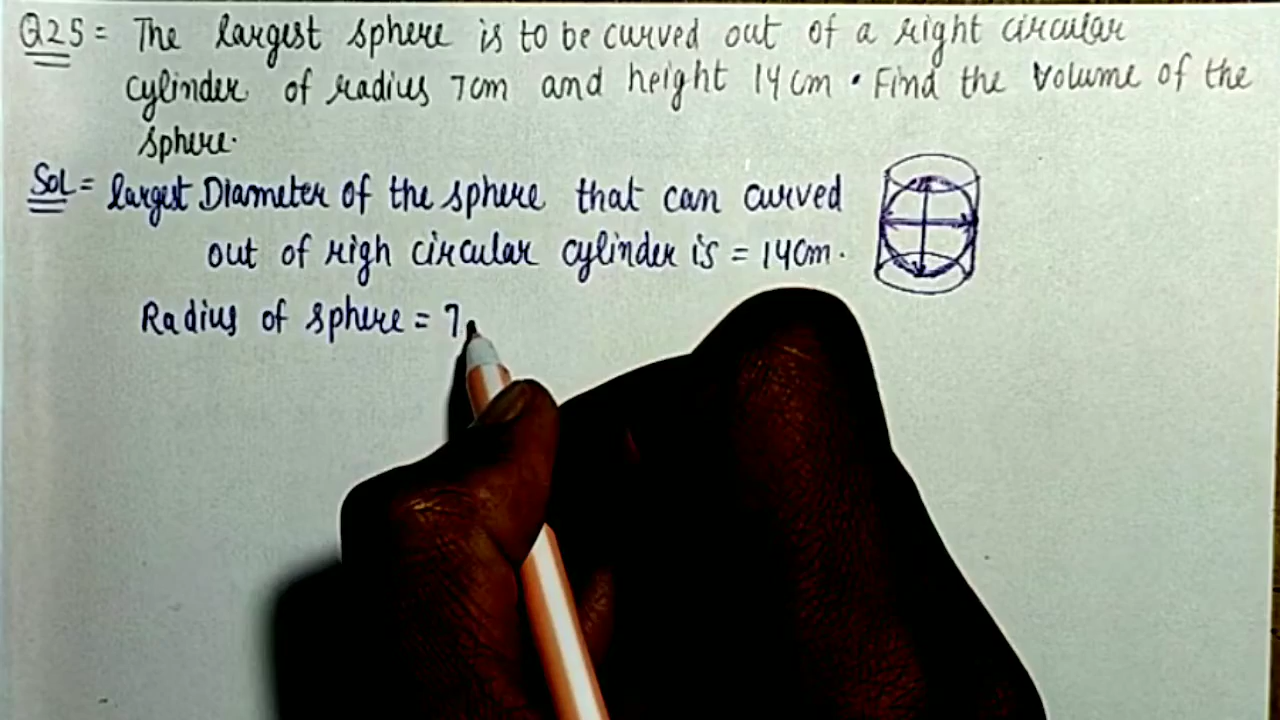 Q25 = The largest sphere is to be curved out of a right circular
cylinder of radius 7cm and height 14cm. Find the volume of the
sphere.
Sol = largest Diameter of the sphere that can curved
out of righ circular cylinder is = 14cm.
Radius of sphere = 7